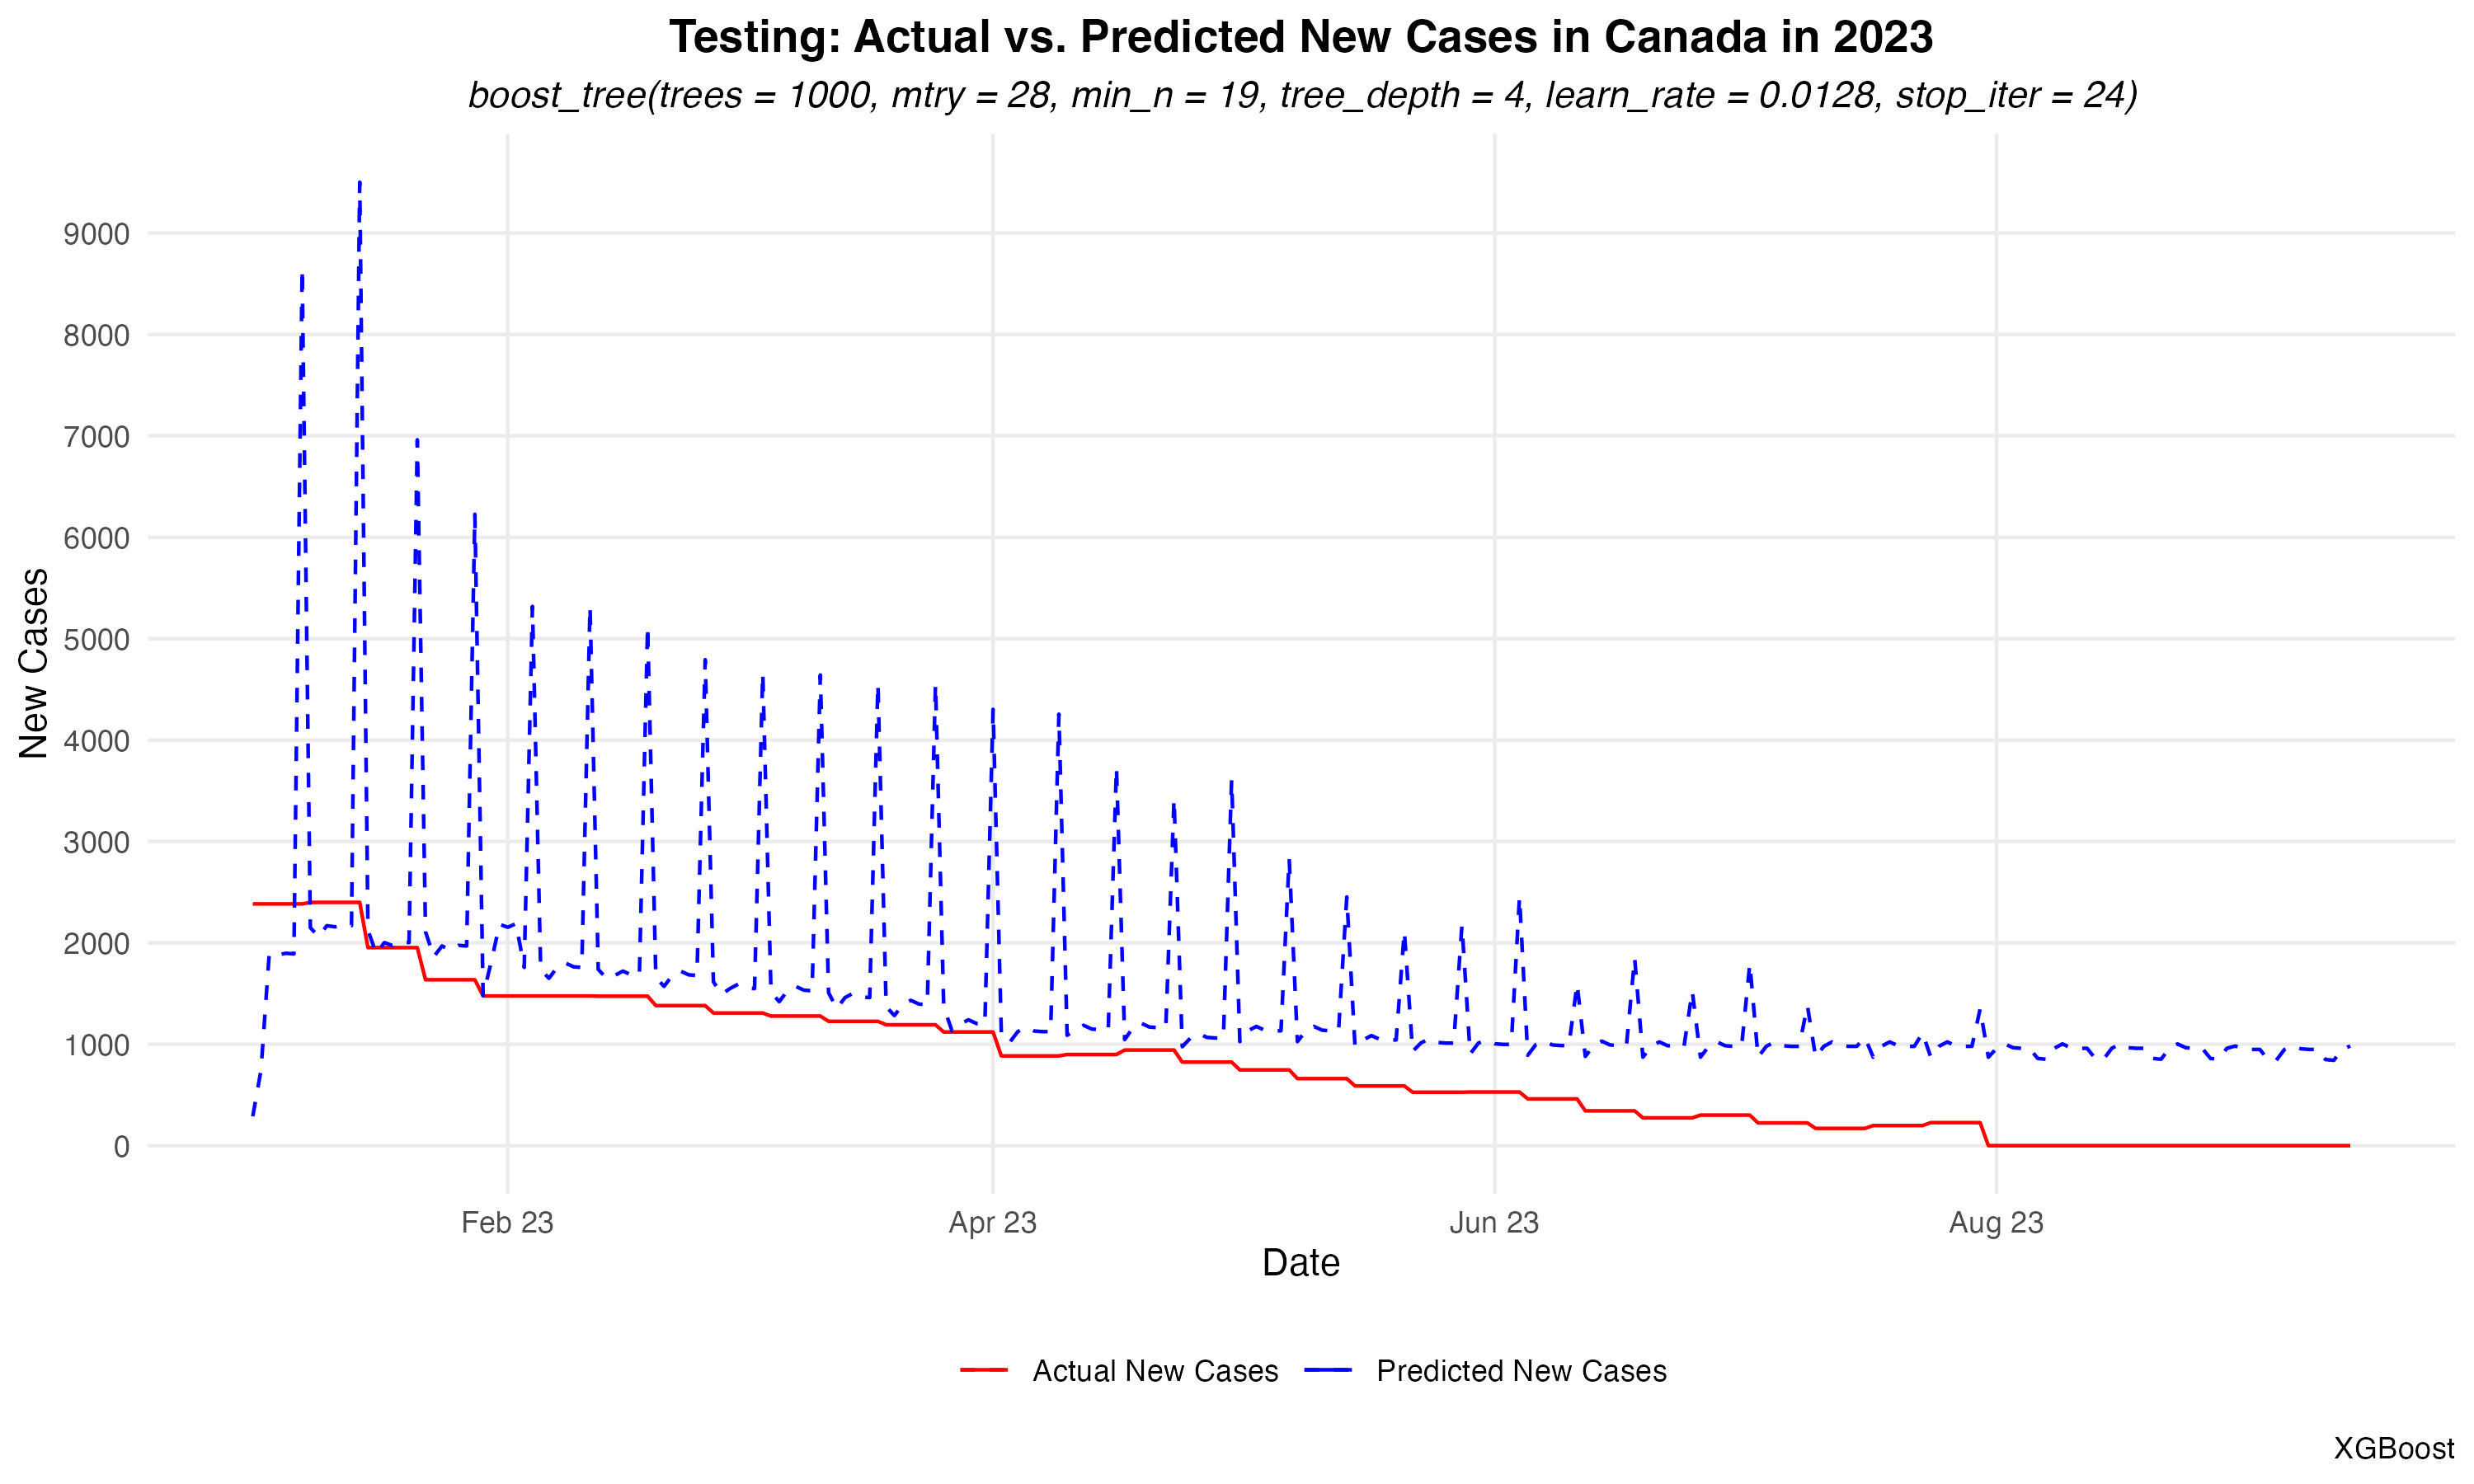 Testing: Actual vs. Predicted New Cases in Canada in 2023
boost_tree(trees = 1000, mtry = 28, min_n = 19, tree_depth = 4, learn_rate = 0.0128, stop_iter = 24)
New Cases
9000
8000
7000
6000
5000
4000
3000
2000
1000
0
Feb 23 Apr 23 Jun 23 Aug 23
Date
Actual New Cases Predicted New Cases
XGBoost